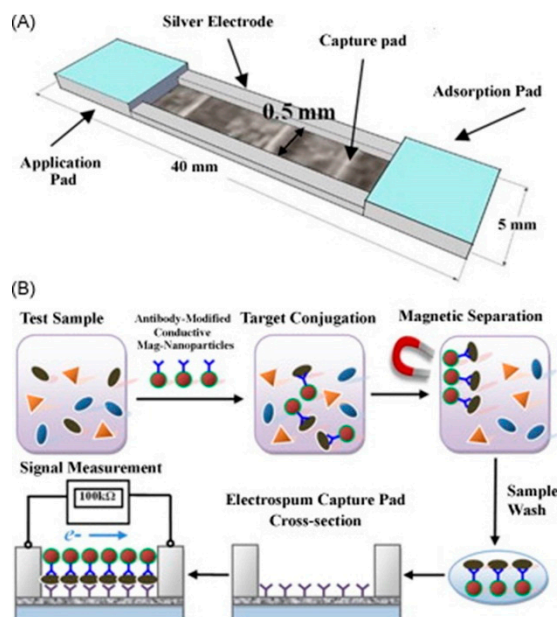 (A)
Silver Electrode
Capture pad
0.5 mm
Adsorption Pad
Application
Pad
40 mm
5 mm
(B)
Test Sample
Antibody-Modified
Conductive
Mag-Nanoparticles
Target Conjugation
Magnetic Separation
Signal Measurement
100kΩ
e-
Electrospum Capture Pad
Cross-section
Sample
Wash